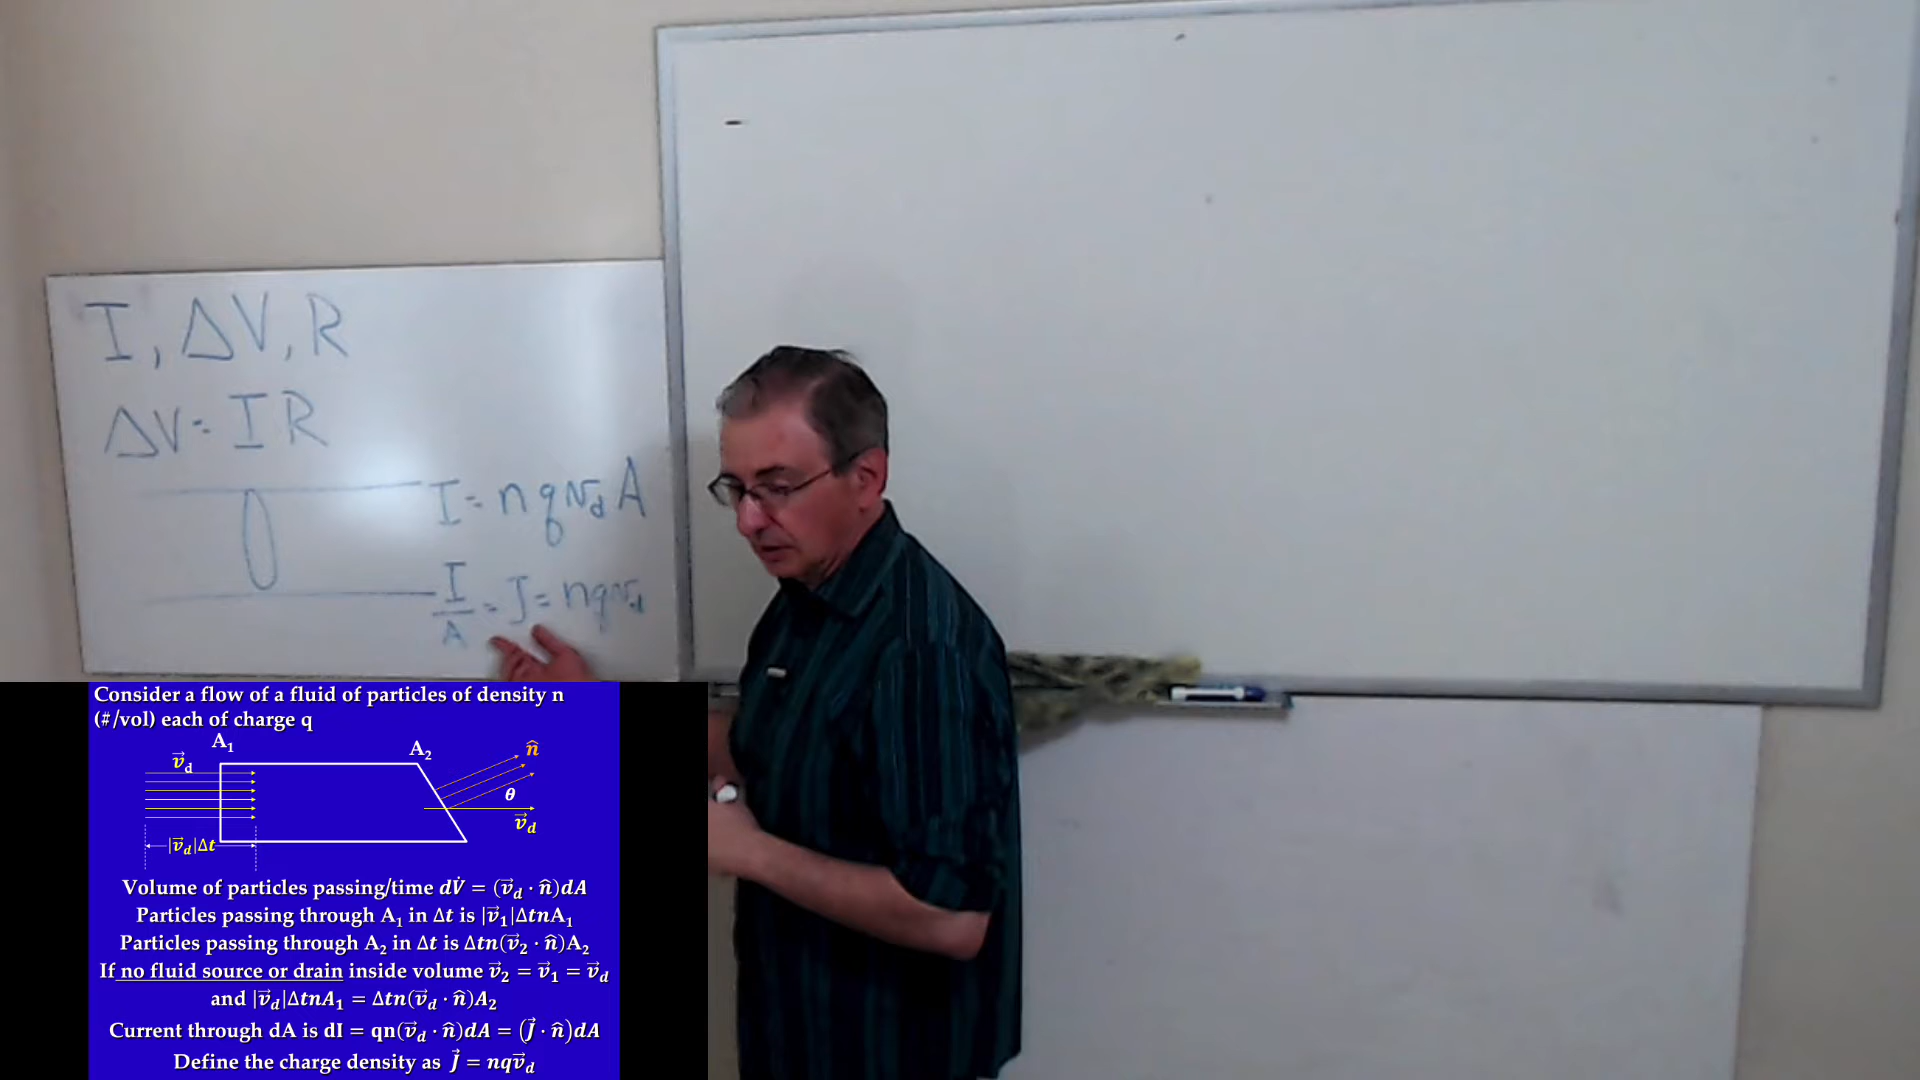 I, ΔV, R
ΔV = IR
I = nqv_d A
I/A = J = nqv_d
Consider a flow of a fluid of particles of density n
(#/vol) each of charge q
A₁
A₂
n̂
v⃗_d
θ
v⃗_d
|v⃗_d|Δt
Volume of particles passing/time dV̇ = (v⃗_d · n̂)dA
Particles passing through A₁ in Δt is |v⃗₁|ΔtnA₁
Particles passing through A₂ in Δt is Δtn(v⃗₂ · n̂)A₂
If no fluid source or drain inside volume v⃗₂ = v⃗₁ = v⃗_d
and |v⃗_d|ΔtnA₁ = Δtn(v⃗_d · n̂)A₂
Current through dA is dI = qn(v⃗_d · n̂)dA = (J⃗ · n̂)dA
Define the charge density as J⃗ = nqv⃗_d